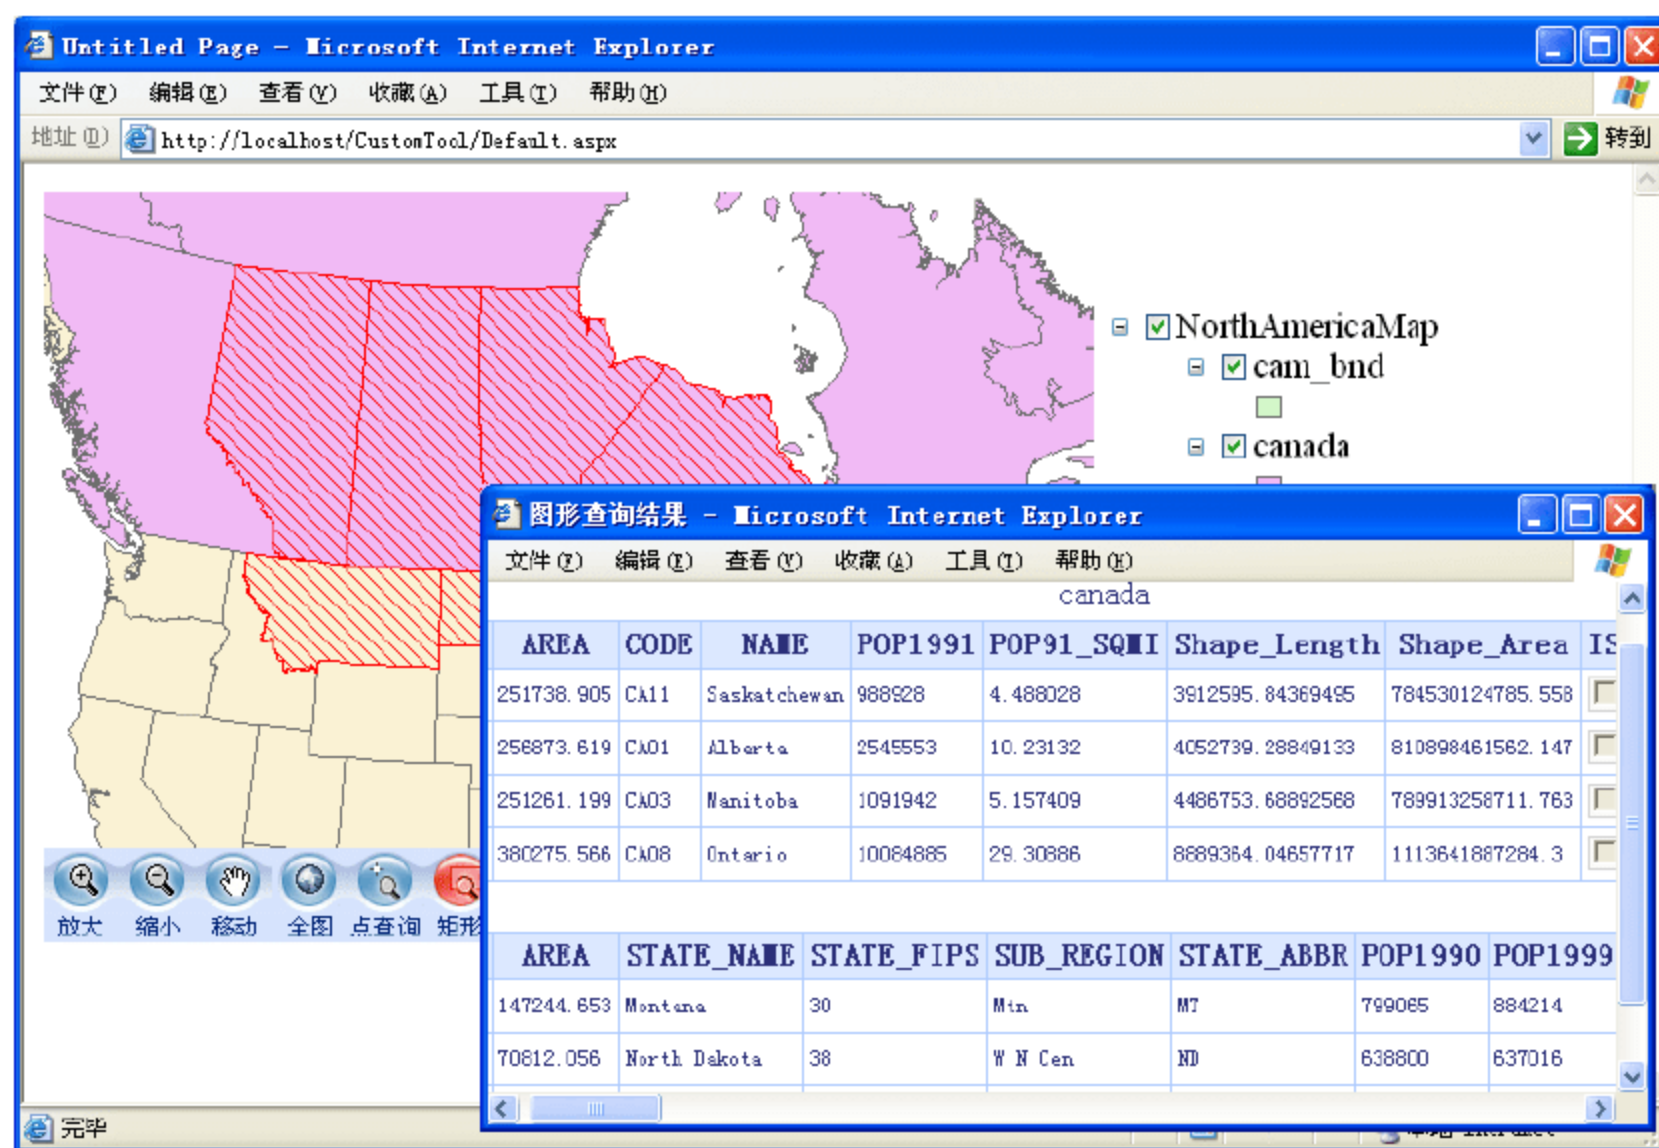 Untitled Page - Microsoft Internet Explorer
文件(F) 编辑(E) 查看(V) 收藏(A) 工具(T) 帮助(H)
地址(D) http://localhost/CustomTool/Default.aspx 转到
NorthAmericaMap
cam_bnd
canada
放大 缩小 移动 全图 点查询 矩形
图形查询结果 - Microsoft Internet Explorer
文件(F) 编辑(E) 查看(V) 收藏(A) 工具(T) 帮助(H)
canada
AREA CODE NAME POP1991 POP91_SQMI Shape_Length Shape_Area IS
251738.905 CA11 Saskatchewan 988928 4.488028 3912595.84369495 784530124785.558
256873.619 CA01 Alberta 2545553 10.23132 4052739.28849133 810898461562.147
251261.199 CA03 Manitoba 1091942 5.157409 4486753.68892568 789913258711.763
380275.566 CA08 Ontario 10084885 29.30886 8889364.04657717 1113641887284.3
AREA STATE_NAME STATE_FIPS SUB_REGION STATE_ABBR POP1990 POP1999
147244.653 Montana 30 Mtn MT 799065 884214
70812.056 North Dakota 38 W N Cen ND 638800 637016
完毕